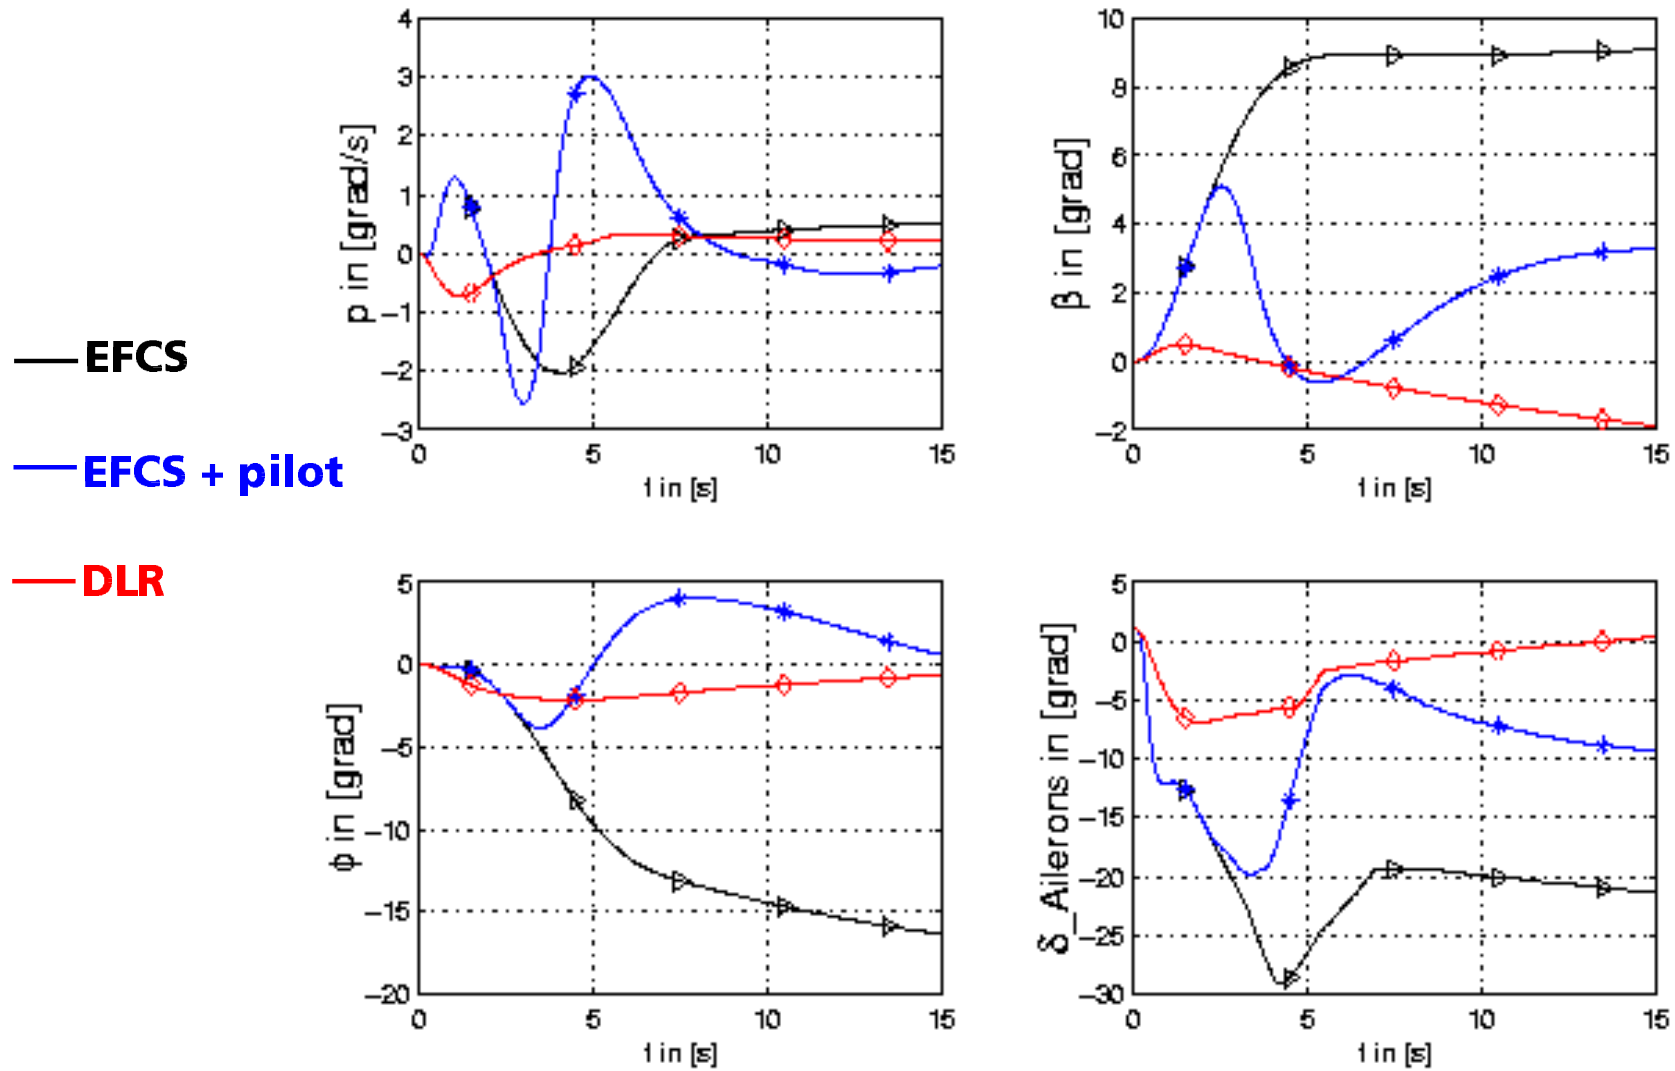 EFCS
EFCS + pilot
DLR
p in [grad/s]
4
3
2
1
0
−1
−2
−3
0 5 10 15
t in [s]
β in [grad]
10
8
6
4
2
0
−2
0 5 10 15
t in [s]
ϕ in [grad]
5
0
−5
−10
−15
−20
0 5 10 15
t in [s]
δ_Ailerons in [grad]
5
0
−5
−10
−15
−20
−25
−30
0 5 10 15
t in [s]